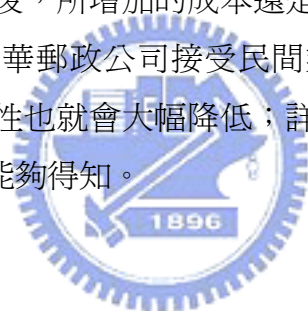 ，所增加的成本遠
華郵政公司接受民間
性也就會大幅降低；
能夠得知。
1896